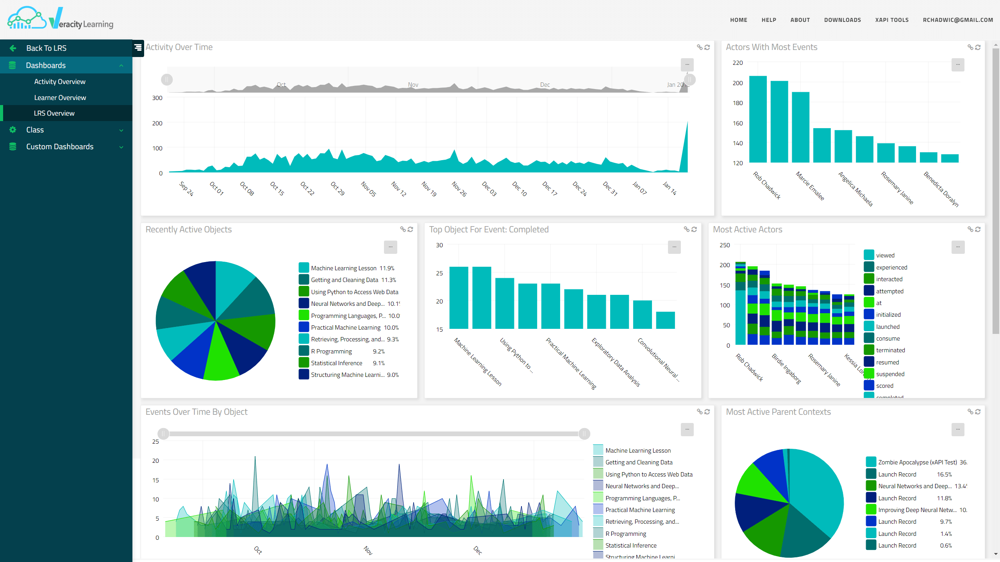 Veracity Learning
HOME HELP ABOUT DOWNLOADS XAPI TOOLS RCHADWIC@GMAIL.COM
Back To LRS
Dashboards
Activity Overview
Learner Overview
LRS Overview
Class
Custom Dashboards
Activity Over Time
...
Oct Nov Dec Jan 20
300
200
100
0
Sep 24 Oct 01 Oct 08 Oct 15 Oct 22 Oct 29 Nov 05 Nov 12 Nov 19 Nov 26 Dec 03 Dec 10 Dec 17 Dec 24 Dec 31 Jan 07 Jan 14
Actors With Most Events
...
220
200
180
160
140
120
Rob Chadwick Marcie Emalee Angelica Michaela Rosemary Janine Benedicta Doralyn
Recently Active Objects
...
Machine Learning Lesson 11.9%
Getting and Cleaning Data 11.3%
Using Python to Access Web Data
Neural Networks and Deep... 10.1
Programming Languages, P... 10.0
Practical Machine Learning 10.0%
Retrieving, Processing, and... 9.3%
R Programming 9.2%
Statistical Inference 9.1%
Structuring Machine Learni... 9.0%
Top Object For Event: Completed
...
30
25
20
15
Machine Learning Lesson Using Python to ... Practical Machine Learning Exploratory Data Analysis Convolutional Neural ...
Most Active Actors
...
250
200
150
100
50
0
Rob Chadwick Birdie Ingaborg Rosemary Janine Kessia
viewed
experienced
interacted
attempted
at
initialized
launched
consume
terminated
resumed
suspended
scored
completed
Events Over Time By Object
...
25
20
15
10
5
0
Oct Nov Dec
Machine Learning Lesson
Getting and Cleaning Data
Using Python to Access Web Data
Neural Networks and Deep...
Programming Languages, P...
Practical Machine Learning
Retrieving, Processing, and...
R Programming
Statistical Inference
Structuring Machine Learni
Most Active Parent Contexts
...
Zombie Apocalypse (xAPI Test) 36.
Launch Record 16.5%
Neural Networks and Deep... 13.4
Launch Record 11.8%
Improving Deep Neural Netw... 10.
Launch Record 9.7%
Launch Record 1.4%
Launch Record 0.6%